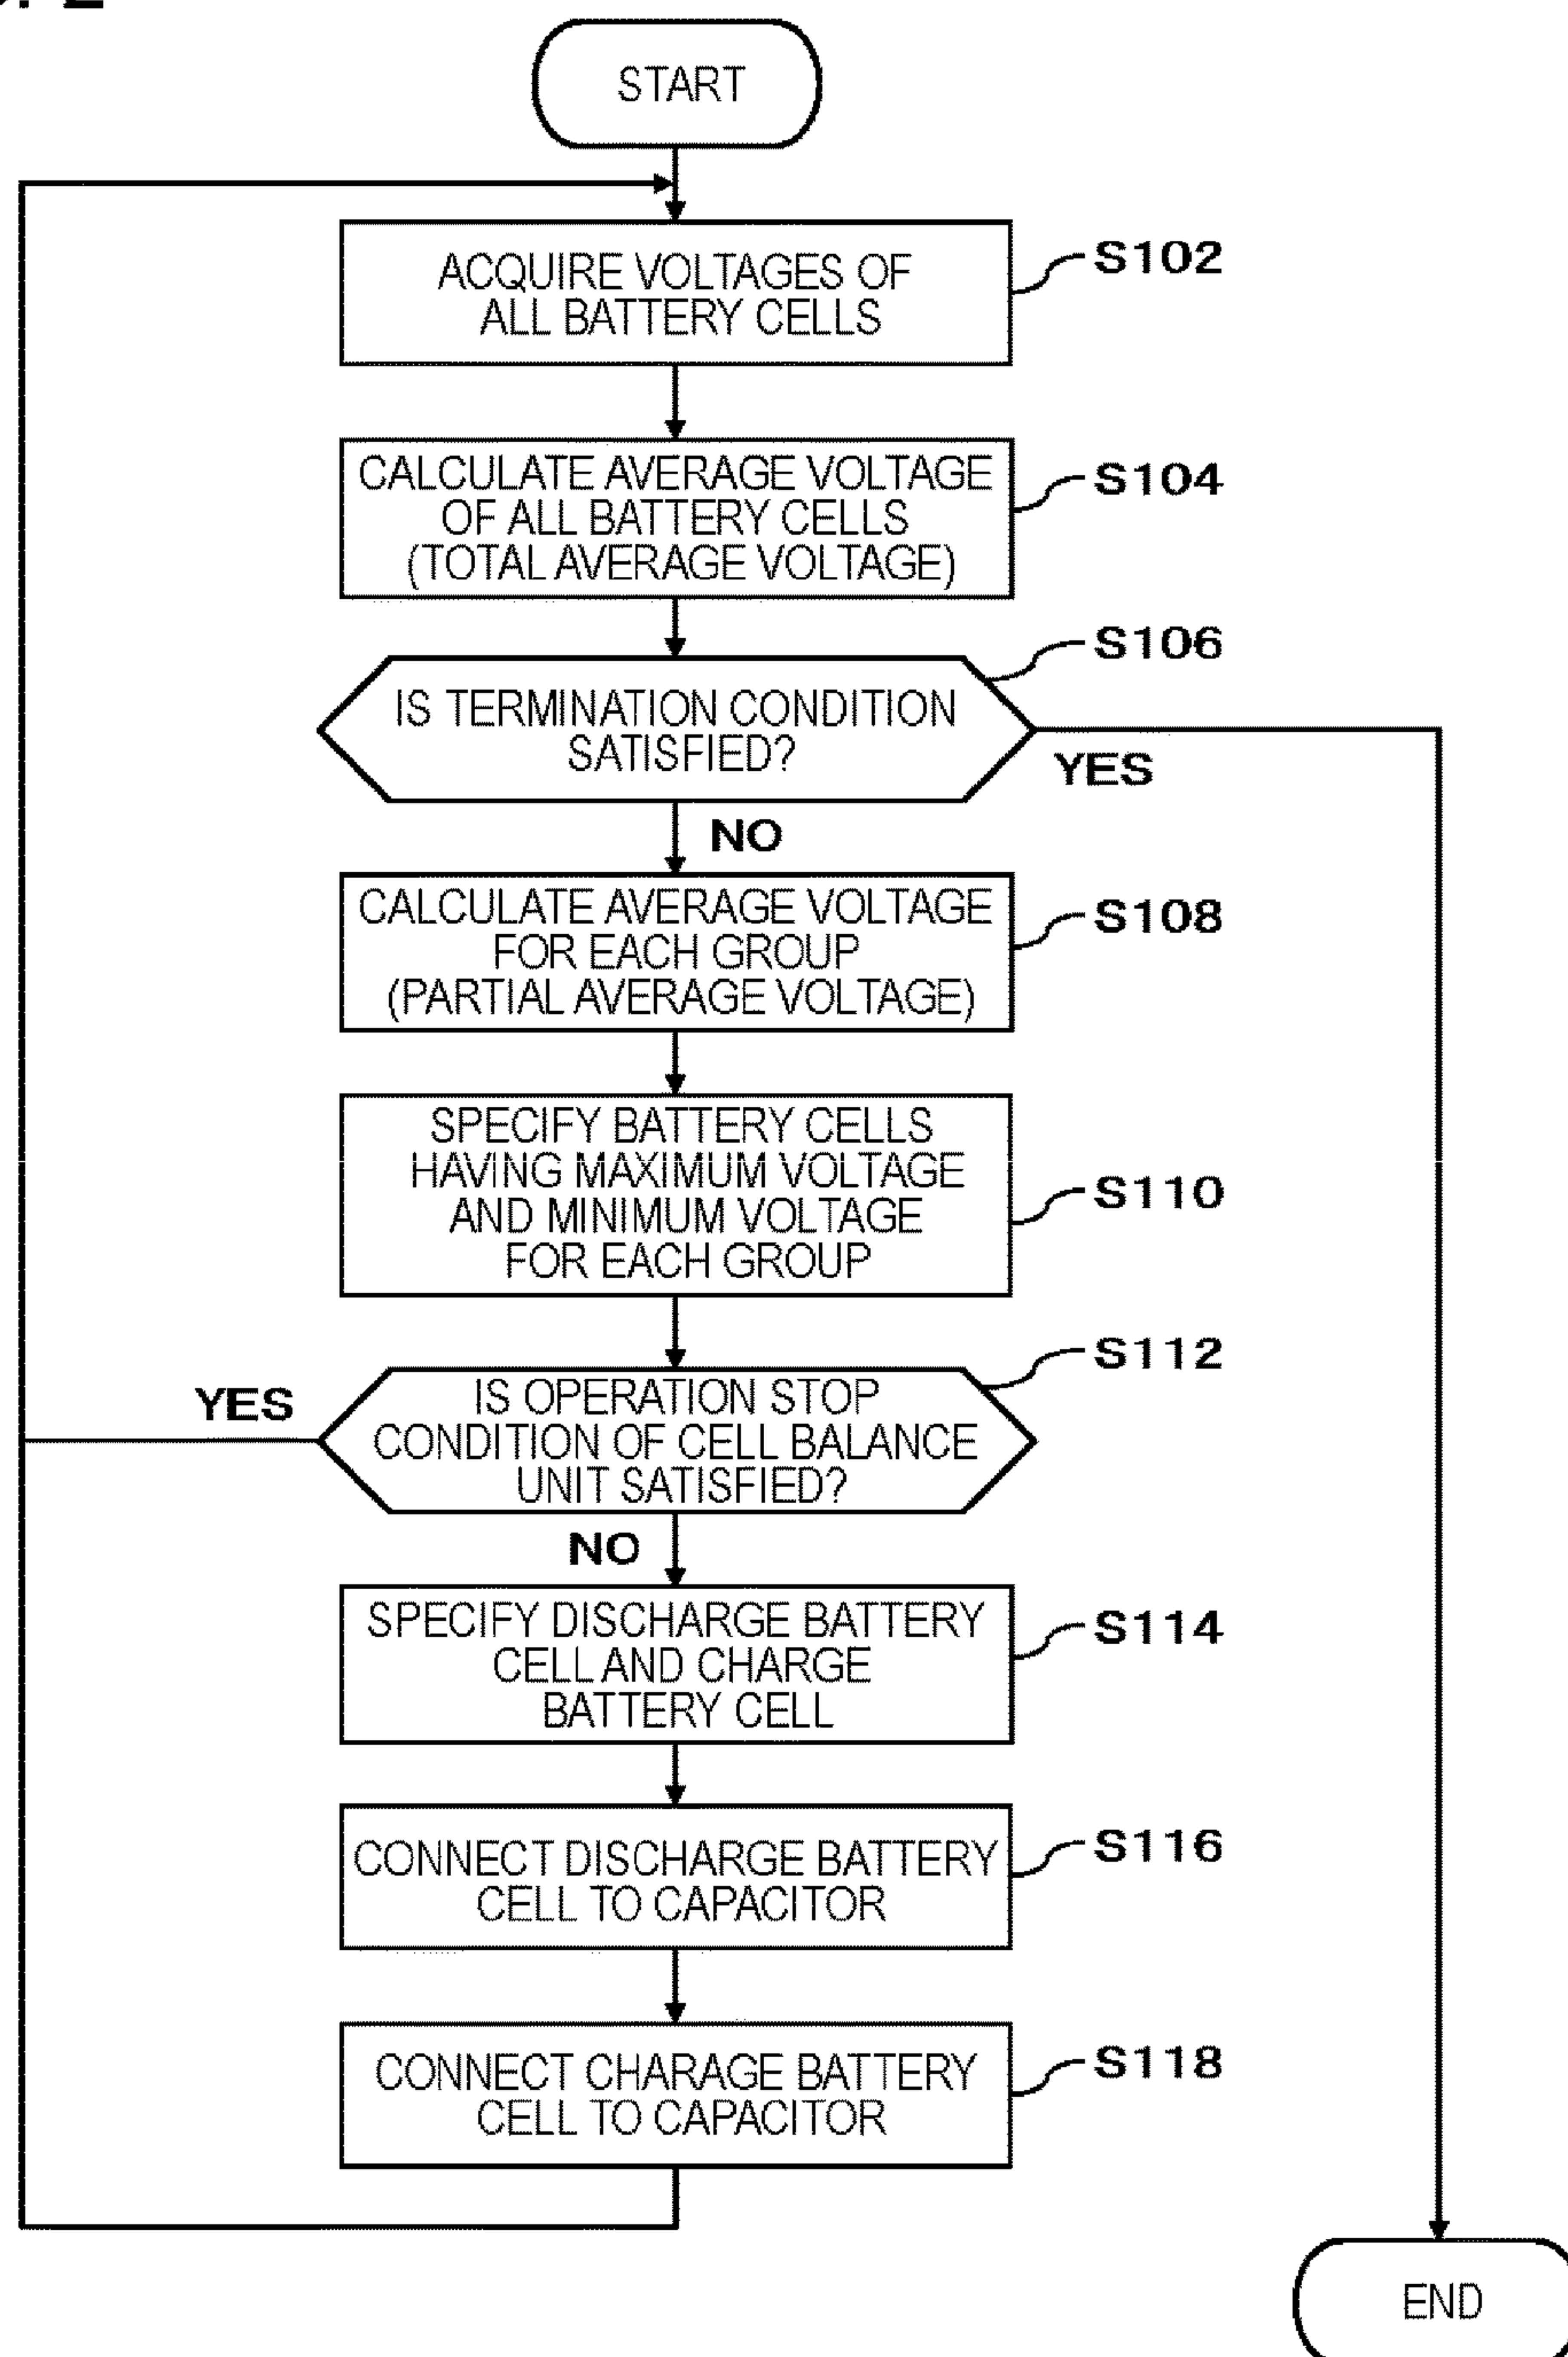 START
ACQUIRE VOLTAGES OF
ALL BATTERY CELLS
S102
CALCULATE AVERAGE VOLTAGE
OF ALL BATTERY CELLS
(TOTAL AVERAGE VOLTAGE)
S104
IS TERMINATION CONDITION
SATISFIED?
S106
YES
NO
CALCULATE AVERAGE VOLTAGE
FOR EACH GROUP
(PARTIAL AVERAGE VOLTAGE)
S108
SPECIFY BATTERY CELLS
HAVING MAXIMUM VOLTAGE
AND MINIMUM VOLTAGE
FOR EACH GROUP
S110
IS OPERATION STOP
CONDITION OF CELL BALANCE
UNIT SATISFIED?
S112
YES
NO
SPECIFY DISCHARGE BATTERY
CELL AND CHARGE
BATTERY CELL
S114
CONNECT DISCHARGE BATTERY
CELL TO CAPACITOR
S116
CONNECT CHARAGE BATTERY
CELL TO CAPACITOR
S118
END